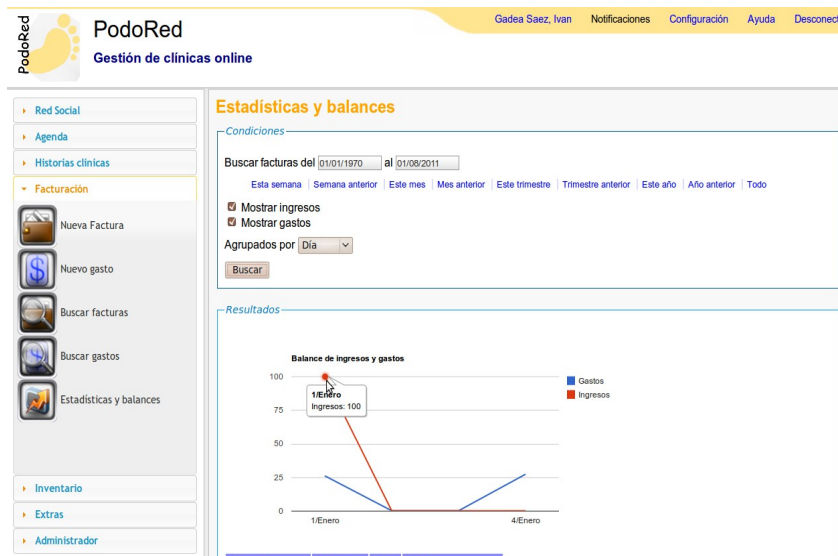 PodoRed
PodoRed
Gestión de clínicas online
Gadea Saez, Ivan Notificaciones Configuración Ayuda Desconect
Red Social
Agenda
Historias clínicas
Facturación
Nueva Factura
Nuevo gasto
Buscar facturas
Buscar gastos
Estadísticas y balances
Inventario
Extras
Administrador
Estadísticas y balances
Condiciones
Buscar facturas del 01/01/1970 al 01/08/2011
Esta semana Semana anterior Este mes Mes anterior Este trimestre Trimestre anterior Este año Año anterior Todo
Mostrar ingresos
Mostrar gastos
Agrupados por Día
Buscar
Resultados
Balance de ingresos y gastos
100
75
50
25
0
1/Enero
Ingresos: 100
1/Enero 4/Enero
Gastos
Ingresos